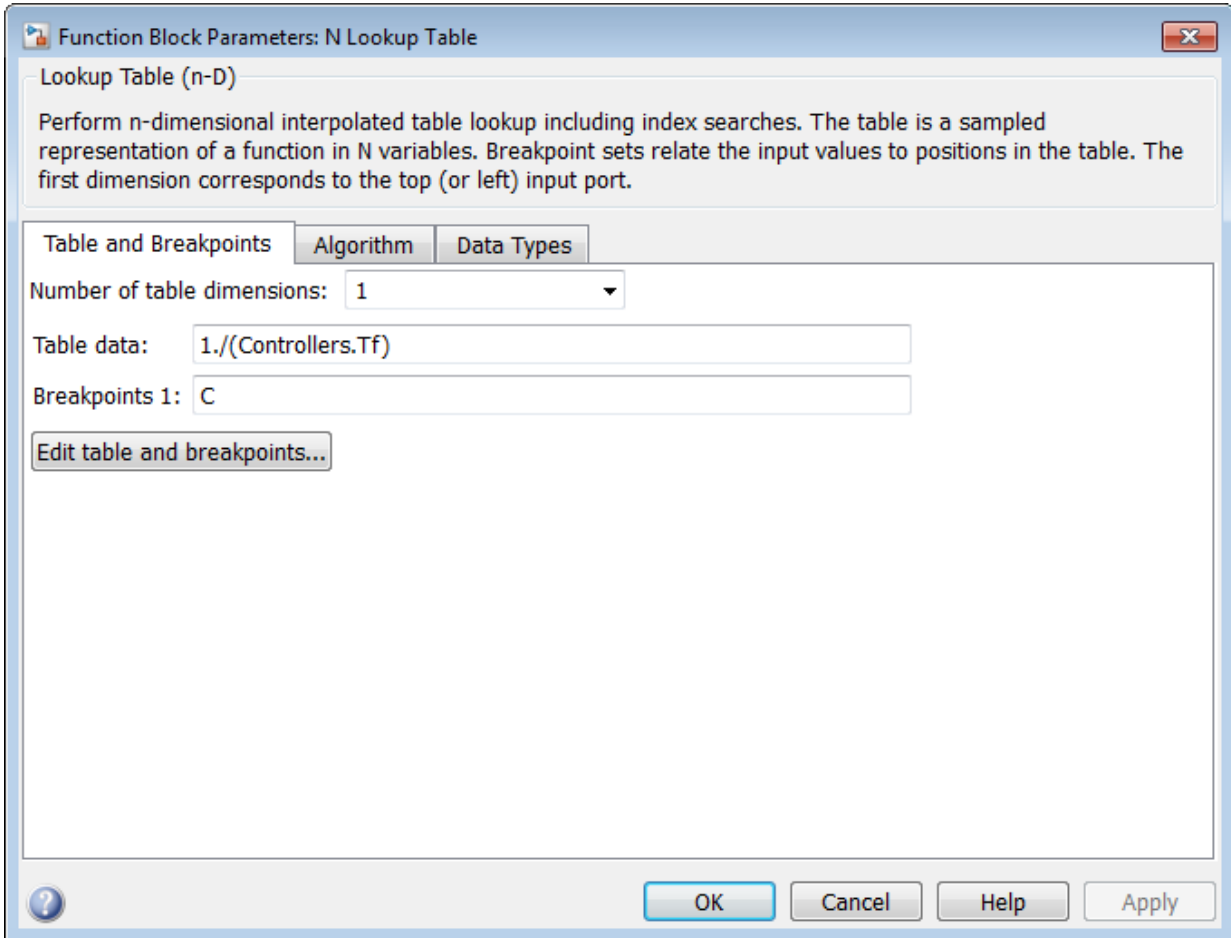 Function Block Parameters: N Lookup Table
Lookup Table (n-D)
Perform n-dimensional interpolated table lookup including index searches. The table is a sampled
representation of a function in N variables. Breakpoint sets relate the input values to positions in the table. The
first dimension corresponds to the top (or left) input port.
Table and Breakpoints Algorithm Data Types
Number of table dimensions: 1
Table data: 1./(Controllers.Tf)
Breakpoints 1: C
Edit table and breakpoints...
? OK Cancel Help Apply